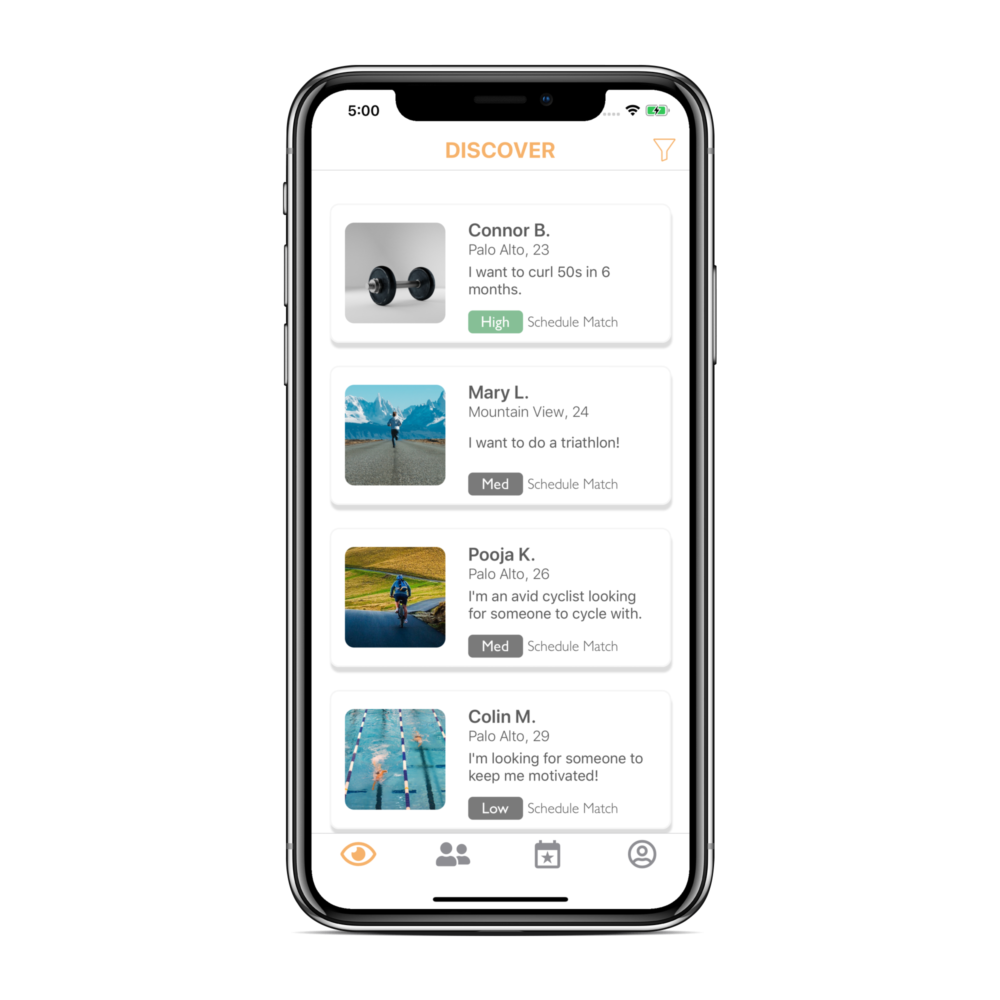 5:00
DISCOVER
Connor B.
Palo Alto, 23
I want to curl 50s in 6
months.
High Schedule Match
Mary L.
Mountain View, 24
I want to do a triathlon!
Med Schedule Match
Pooja K.
Palo Alto, 26
I'm an avid cyclist looking
for someone to cycle with.
Med Schedule Match
Colin M.
Palo Alto, 29
I'm looking for someone to
keep me motivated!
Low Schedule Match